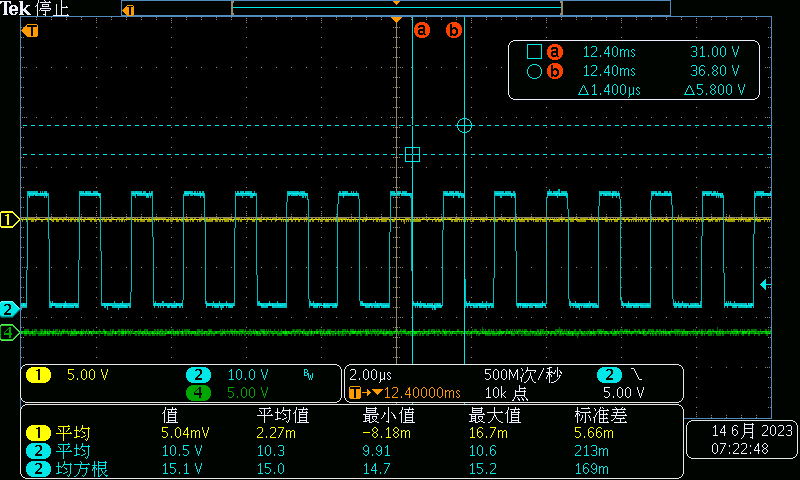 Tek 停止
T
T
a b
a 12.40ms 31.00 V
b 12.40ms 36.80 V
△1.400µs △5.800 V
1
2
4
1 5.00 V 2 10.0 V BW
4 5.00 V
2.00µs 500M次/秒 2 \
T→▼12.40000ms 10k 点 5.00 V
值 平均值 最小值 最大值 标准差
1 平均 5.04mV 2.27m −8.18m 16.7m 5.66m
2 平均 10.5 V 10.3 9.91 10.6 213m
2 均方根 15.1 V 15.0 14.7 15.2 169m
14 6月 2023
07:22:48